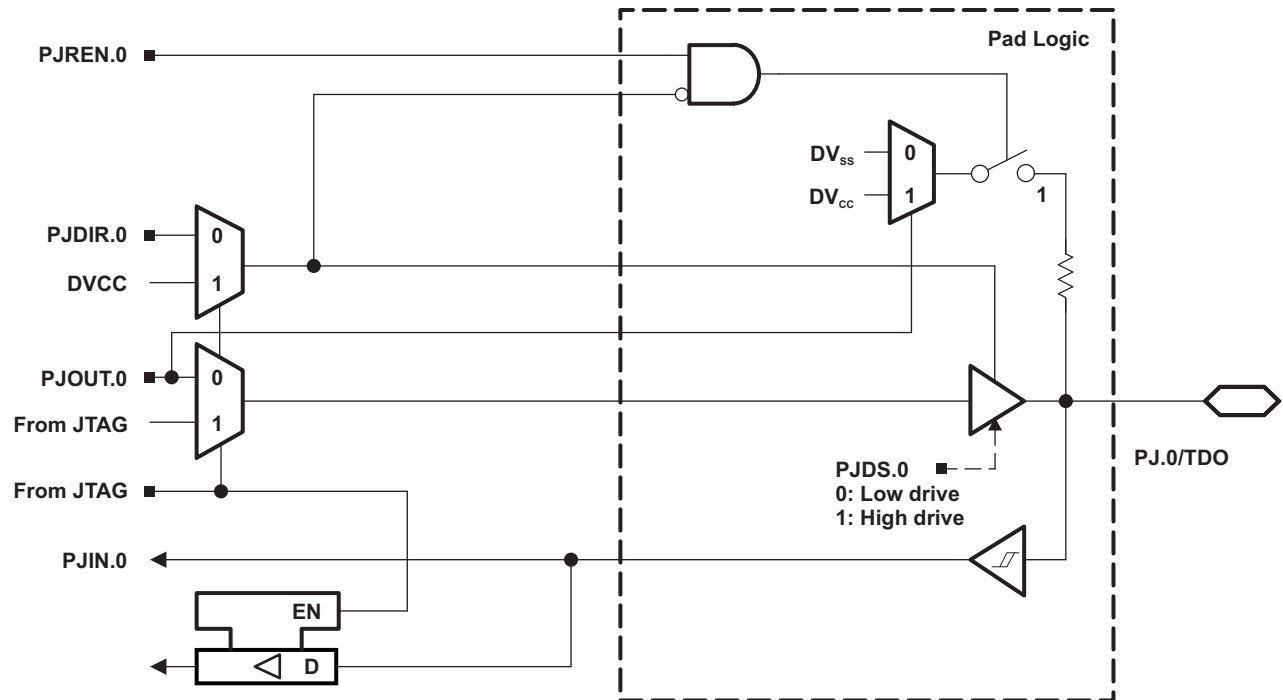 Pad Logic
PJREN.0
DVss
0
DVcc
1
1
PJDIR.0
0
DVCC
1
PJOUT.0
0
From JTAG
1
PJ.0/TDO
PJDS.0
0: Low drive
1: High drive
From JTAG
PJIN.0
EN
D